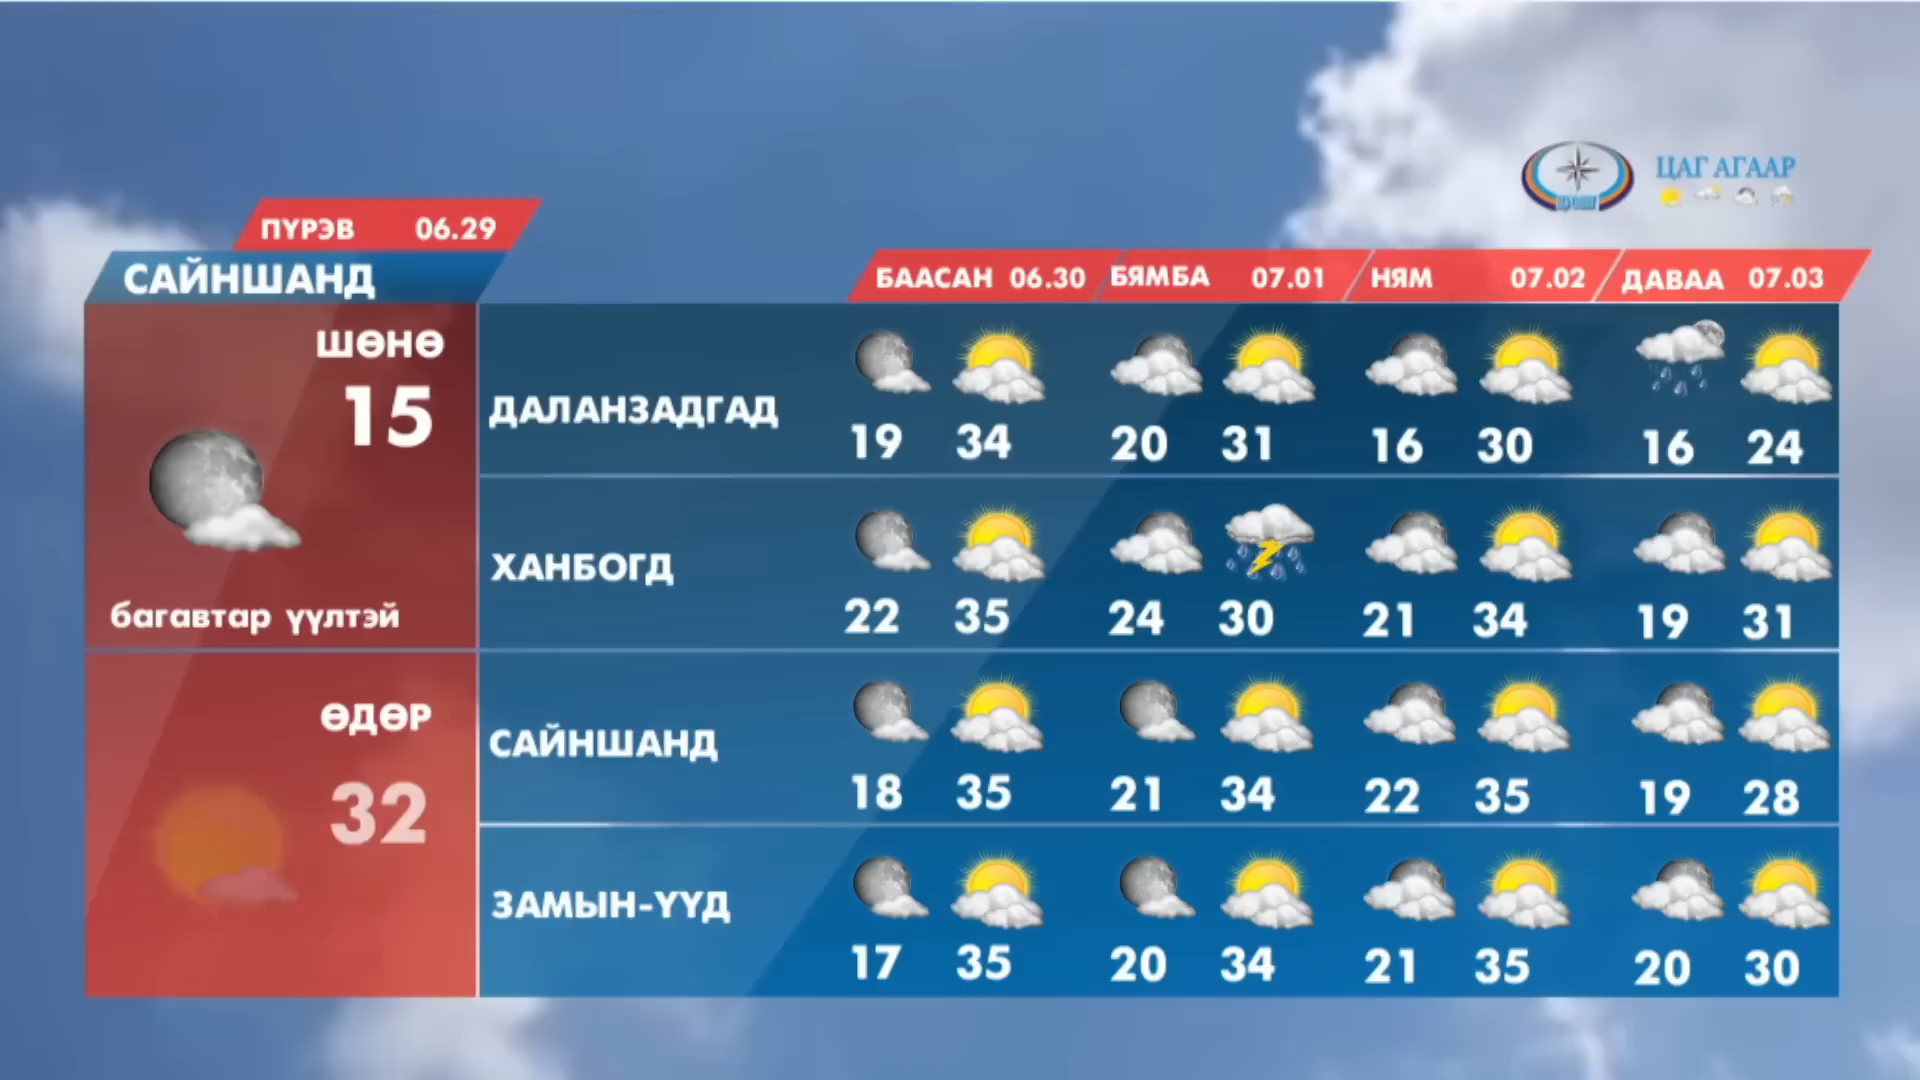 ЦАГ АГААР
ПҮРЭВ 06.29
САЙНШАНД
ШӨНӨ
15
багавтар үүлтэй
ӨДӨР
32
БААСАН 06.30 БЯМБА 07.01 НЯМ 07.02 ДАВАА 07.03
ДАЛАНЗАДГАД 19 34 20 31 16 30 16 24
ХАНБОГД 22 35 24 30 21 34 19 31
САЙНШАНД 18 35 21 34 22 35 19 28
ЗАМЫН-ҮҮД 17 35 20 34 21 35 20 30